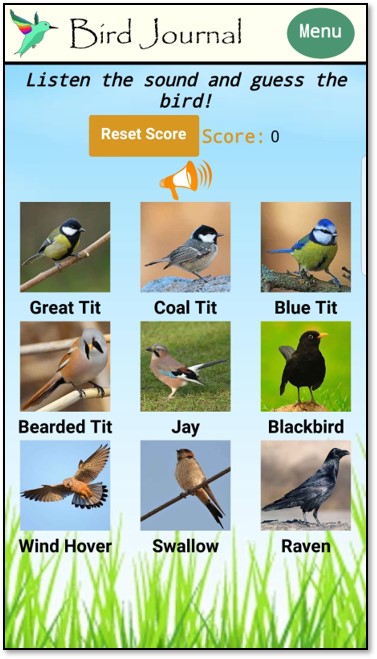 Bird Journal
Menu
Listen the sound and guess the
bird!
Reset Score
Score: 0
Great Tit
Coal Tit
Blue Tit
Bearded Tit
Jay
Blackbird
Wind Hover
Swallow
Raven